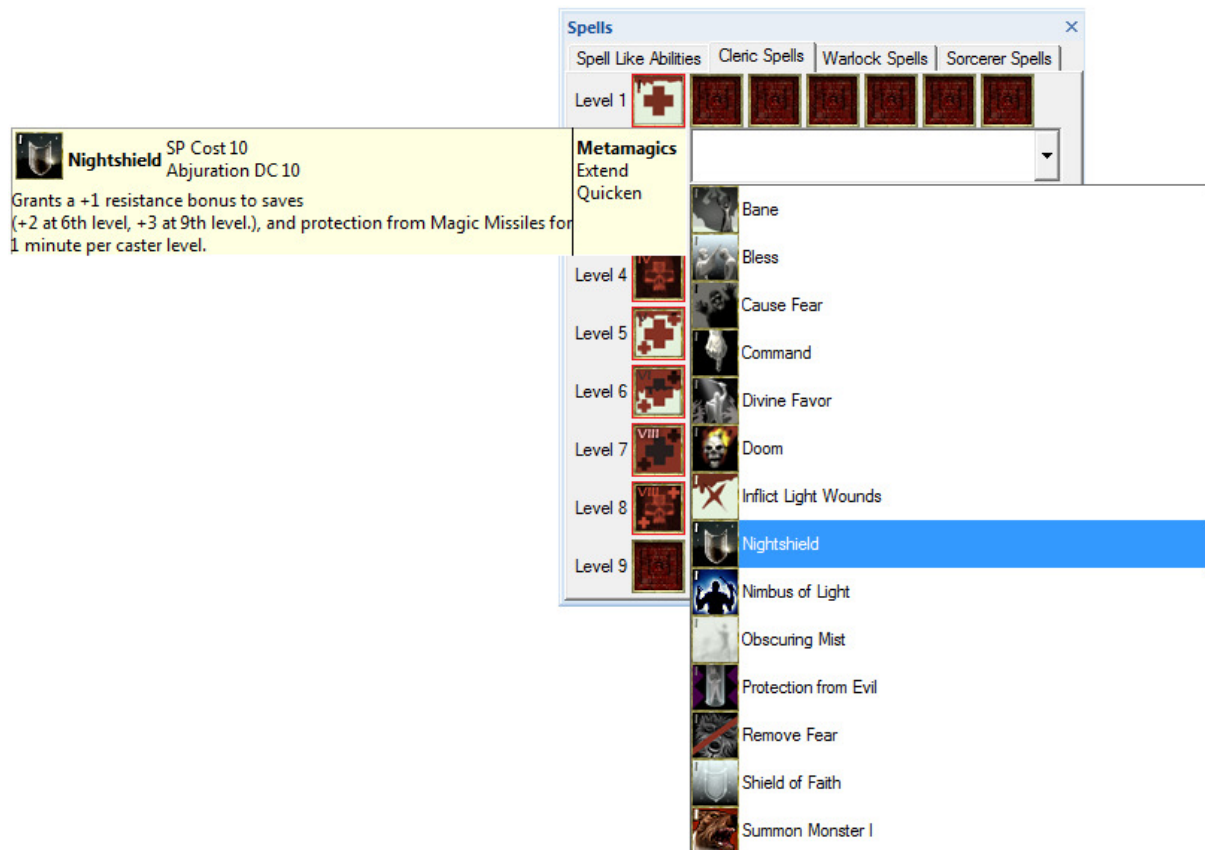 Spells
Spell Like Abilities Cleric Spells Warlock Spells Sorcerer Spells
Level 1
Nightshield
SP Cost 10
Abjuration DC 10
Grants a +1 resistance bonus to saves
(+2 at 6th level, +3 at 9th level.), and protection from Magic Missiles for
1 minute per caster level.
Metamagics
Extend
Quicken
Level 4
Level 5
Level 6
Level 7
Level 8
Level 9
Bane
Bless
Cause Fear
Command
Divine Favor
Doom
Inflict Light Wounds
Nightshield
Nimbus of Light
Obscuring Mist
Protection from Evil
Remove Fear
Shield of Faith
Summon Monster I